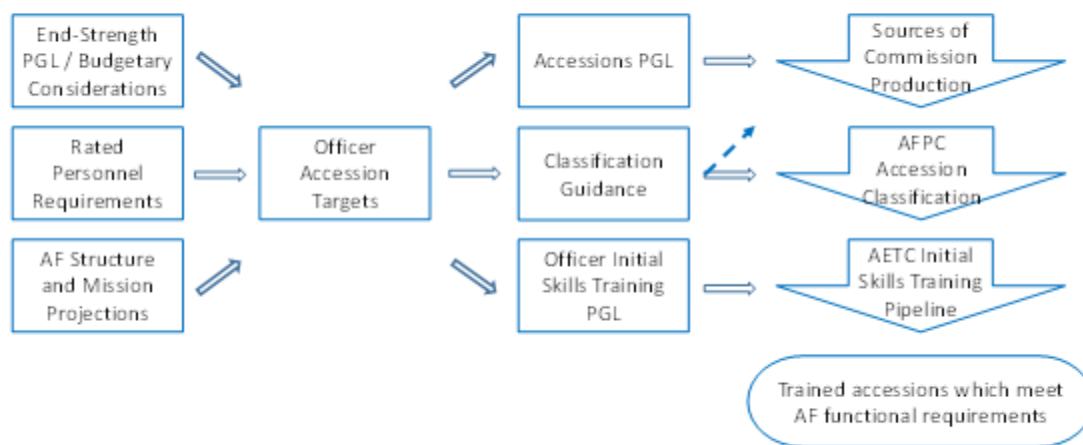 End-Strength
PGL / Budgetary
Considerations
Accessions PGL
Sources of
Commission
Production
Rated
Personnel
Requirements
Officer
Accession
Targets
Classification
Guidance
AFPC
Accession
Classification
AF Structure
and Mission
Projections
Officer Initial
Skills Training
PGL
AETC Initial
Skills Training
Pipeline
Trained accessions which meet
AF functional requirements